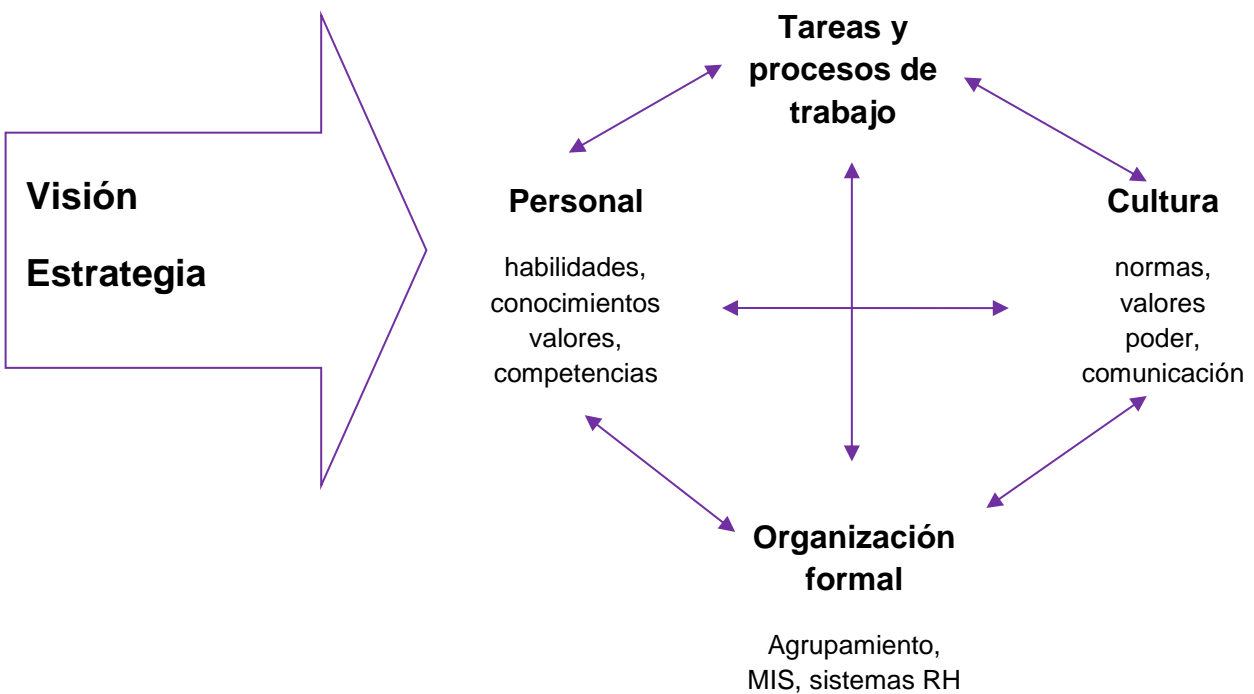 Visión
Estrategia
Tareas y
procesos de
trabajo
Personal
habilidades,
conocimientos
valores,
competencias
Cultura
normas,
valores
poder,
comunicación
Organización
formal
Agrupamiento,
MIS, sistemas RH